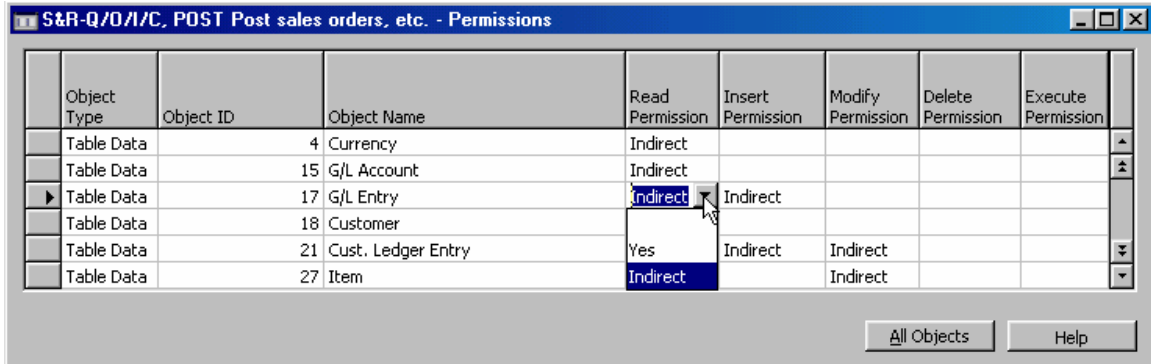 S&R-Q/O/I/C, POST Post sales orders, etc. - Permissions
Object Type Object ID Object Name Read Permission Insert Permission Modify Permission Delete Permission Execute Permission
Table Data 4 Currency Indirect
Table Data 15 G/L Account Indirect
Table Data 17 G/L Entry Indirect Indirect
Table Data 18 Customer
Table Data 21 Cust. Ledger Entry Yes Indirect Indirect
Table Data 27 Item Indirect Indirect
All Objects Help